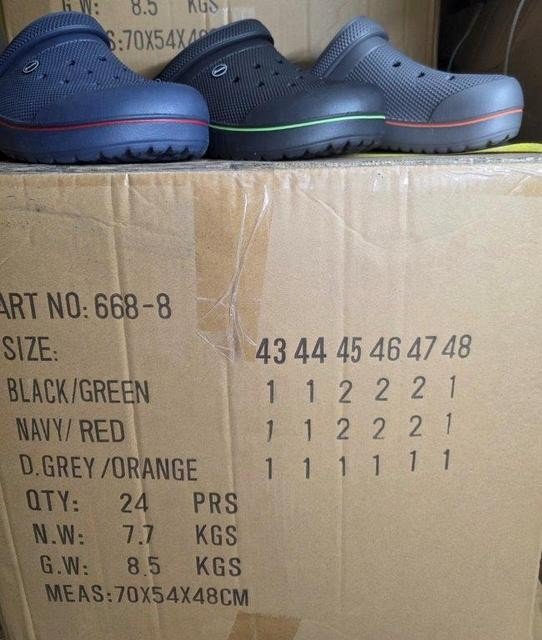 G.W: 8.5 KGS
S:70X54X48
ART NO: 668-8
SIZE: 43 44 45 46 47 48
BLACK/GREEN 1 1 2 2 2 1
NAVY/ RED 1 1 2 2 2 1
D.GREY/ORANGE 1 1 1 1 1 1
QTY: 24 PRS
N.W: 7.7 KGS
G.W: 8.5 KGS
MEAS:70X54X48CM